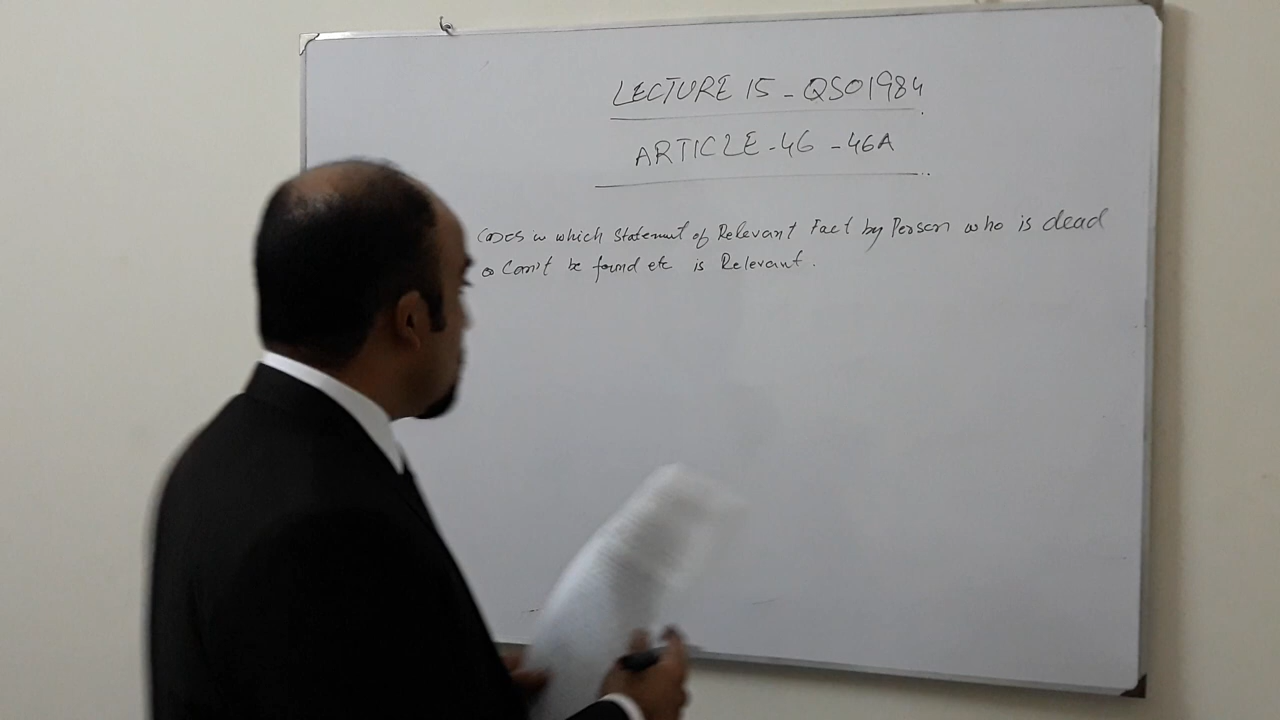 LECTURE 15 - QSO1984
ARTICLE - 46 - 46A
Cases in which Statement of Relevant Fact by Person who is dead
or Can't be found etc is Relevant.